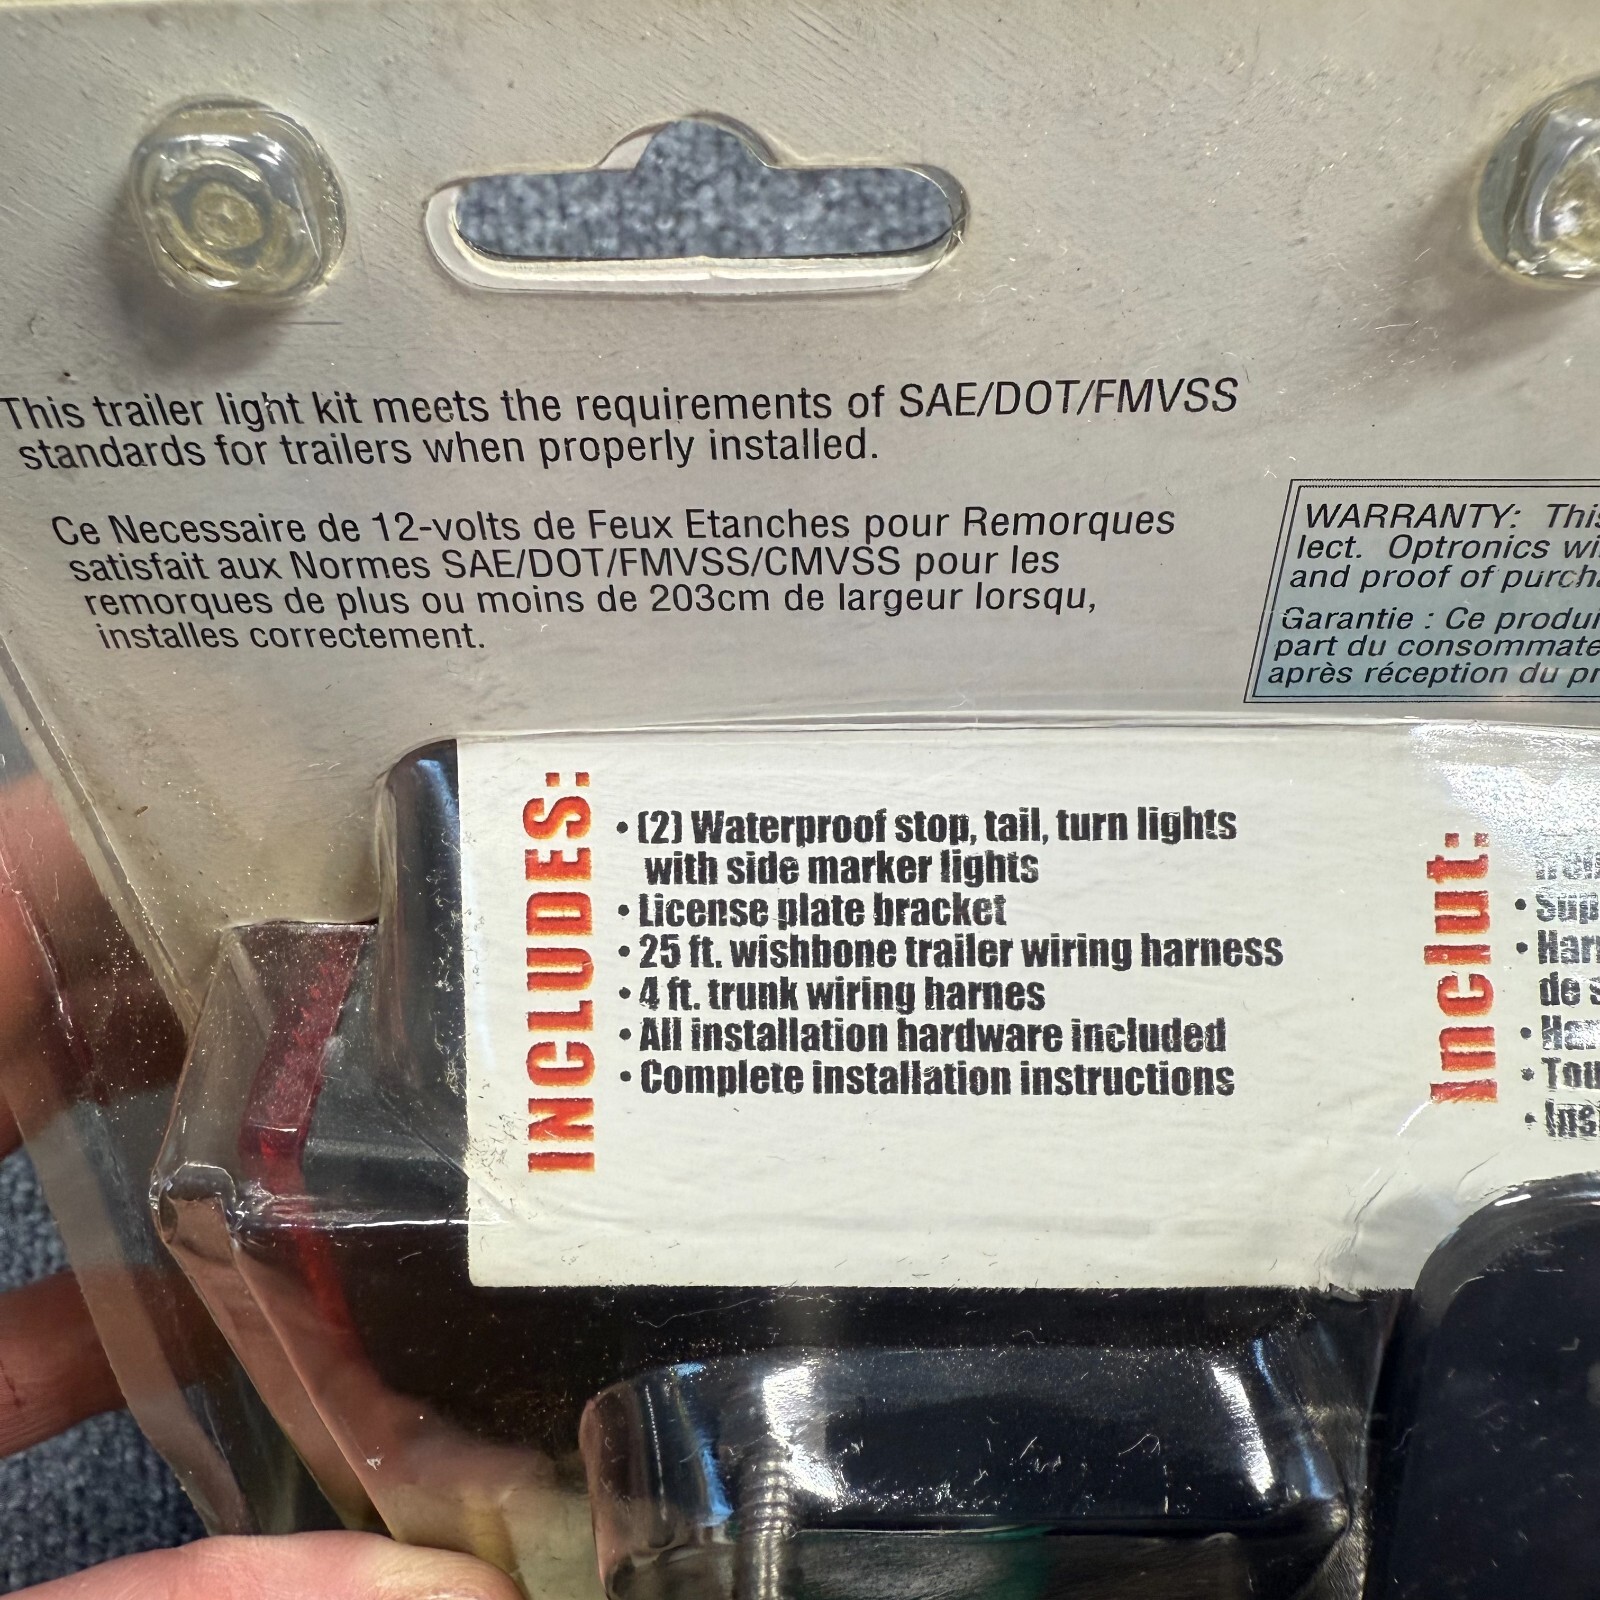 This trailer light kit meets the requirements of SAE/DOT/FMVSS
standards for trailers when properly installed.
Ce Necessaire de 12-volts de Feux Etanches pour Remorques
satisfait aux Normes SAE/DOT/FMVSS/CMVSS pour les
remorques de plus ou moins de 203cm de largeur lorsqu,
installes correctement.
WARRANTY: This
lect. Optronics
and proof of
Garantie : Ce
part du
après réception du
INCLUDES:
• (2) Waterproof stop, tail, turn lights
with side marker lights
• License plate bracket
• 25 ft. wishbone trailer wiring harness
• 4 ft. trunk wiring harnes
• All installation hardware included
• Complete installation instructions
Inclut:
de